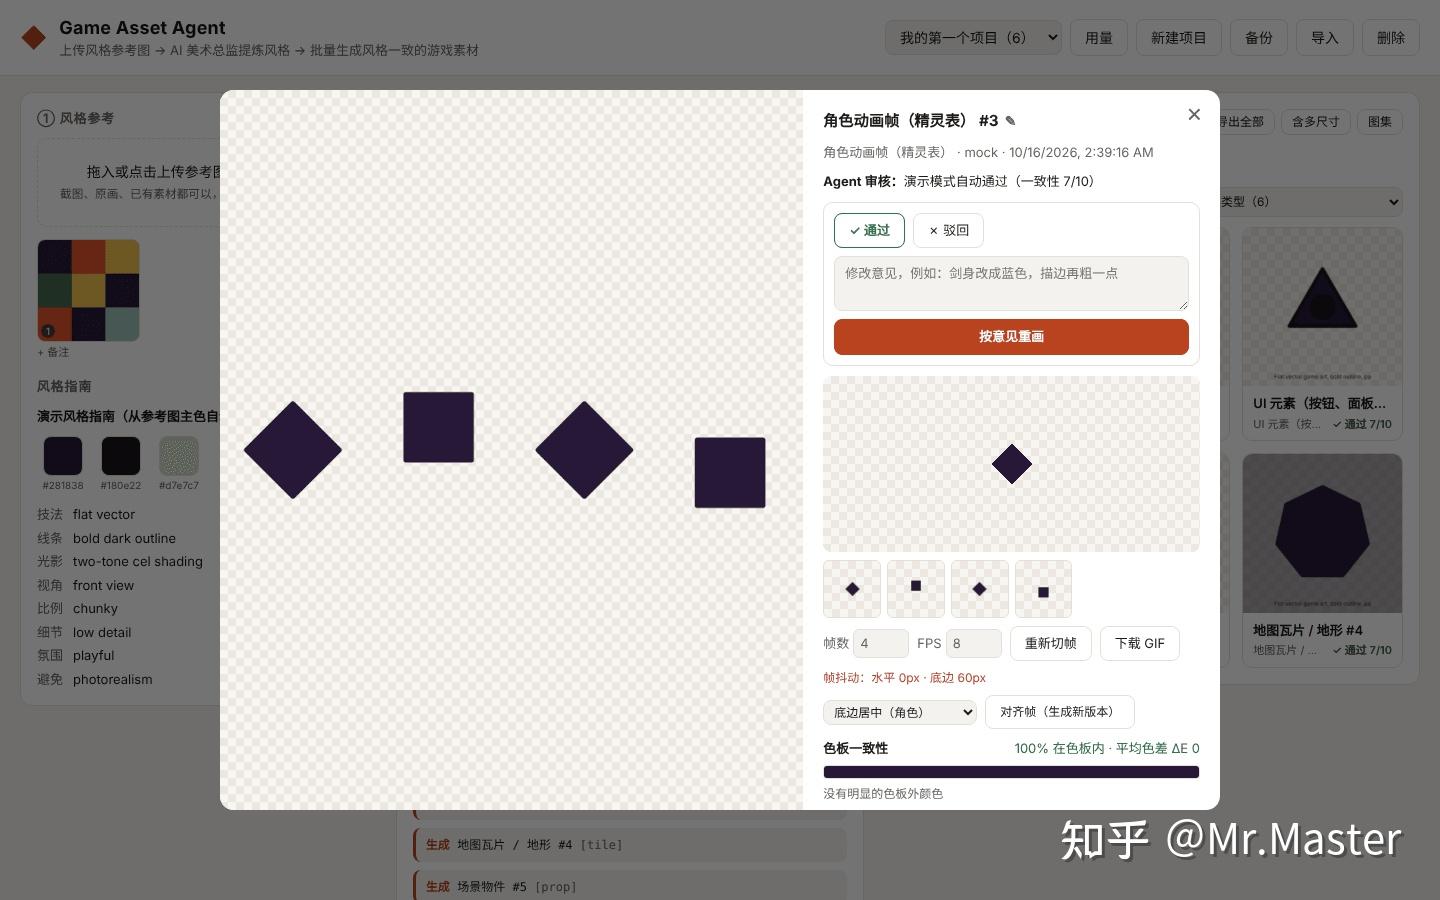 Game Asset Agent
上传风格参考图 → AI 美术总监提炼风格 → 批量生成风格一致的游戏素材
我的第一个项目（6）
用量
新建项目
备份
导入
删除
① 风格参考
拖入或点击上传参考图
截图、原画、已有素材都可以，
1
+ 备注
风格指南
演示风格指南（从参考图主色自
#281838
#180e22
#d7e7c7
技法 flat vector
线条 bold dark outline
光影 two-tone cel shading
视角 front view
比例 chunky
细节 low detail
氛围 playful
避免 photorealism
角色动画帧（精灵表） #3 ✎
✕
角色动画帧（精灵表） · mock · 10/16/2026, 2:39:16 AM
Agent 审核：演示模式自动通过（一致性 7/10）
✓ 通过
✕ 驳回
修改意见，例如：剑身改成蓝色，描边再粗一点
按意见重画
帧数 4 FPS 8 重新切帧 下载 GIF
帧抖动：水平 0px · 底边 60px
底边居中（角色）
对齐帧（生成新版本）
色板一致性 100% 在色板内 · 平均色差 ΔE 0
没有明显的色板外颜色
导出全部
含多尺寸
图集
类型（6）
UI 元素（按钮、面板...
UI 元素（按... ✓ 通过 7/10
地图瓦片 / 地形 #4
地图瓦片 / ... ✓ 通过 7/10
生成 地图瓦片 / 地形 #4 [tile]
生成 场景物件 #5 [prop]
知乎 @Mr.Master